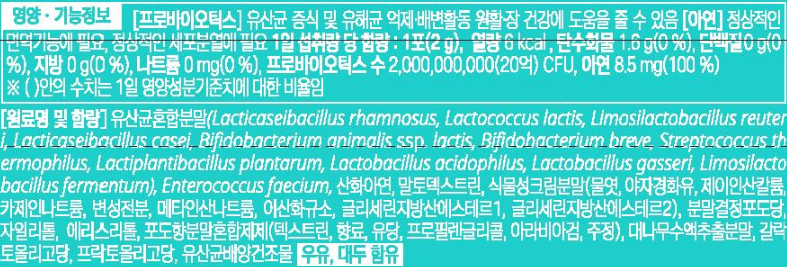 영양·기능정보 [프로바이오틱스] 유산균 증식 및 유해균 억제·배변활동 원활·장 건강에 도움을 줄 수 있음 [아연] 정상적인
면역기능에 필요, 정상적인 세포분열에 필요 1일 섭취량 당 함량 : 1포(2 g), 열량 6 kcal, 탄수화물 1.6 g(0 %), 단백질 0 g(0
%), 지방 0 g(0 %), 나트륨 0 mg(0 %), 프로바이오틱스 수 2,000,000,000(20억) CFU, 아연 8.5 mg(100 %)
※ ( )안의 수치는 1일 영양성분기준치에 대한 비율임
[원료명 및 함량] 유산균혼합분말(Lacticaseibacillus rhamnosus, Lactococcus lactis, Limosilactobacillus reuter
i, Lacticaseibacillus casei, Bifidobacterium animalis ssp. lactis, Bifidobacterium breve, Streptococcus th
ermophilus, Lactiplantibacillus plantarum, Lactobacillus acidophilus, Lactobacillus gasseri, Limosilacto
bacillus fermentum), Enterococcus faecium, 산화아연, 말토덱스트린, 식물성크림분말(물엿, 야자경화유, 제이인산칼륨,
카제인나트륨, 변성전분, 메타인산나트륨, 이산화규소, 글리세린지방산에스테르1, 글리세린지방산에스테르2), 분말결정포도당,
자일리톨, 에리스리톨, 포도향분말혼합제제(덱스트린, 향료, 유당, 프로필렌글리콜, 아라비아검, 주정), 대나무수액추출분말, 갈락
토올리고당, 프락토올리고당, 유산균배양건조물 우유, 대두 함유